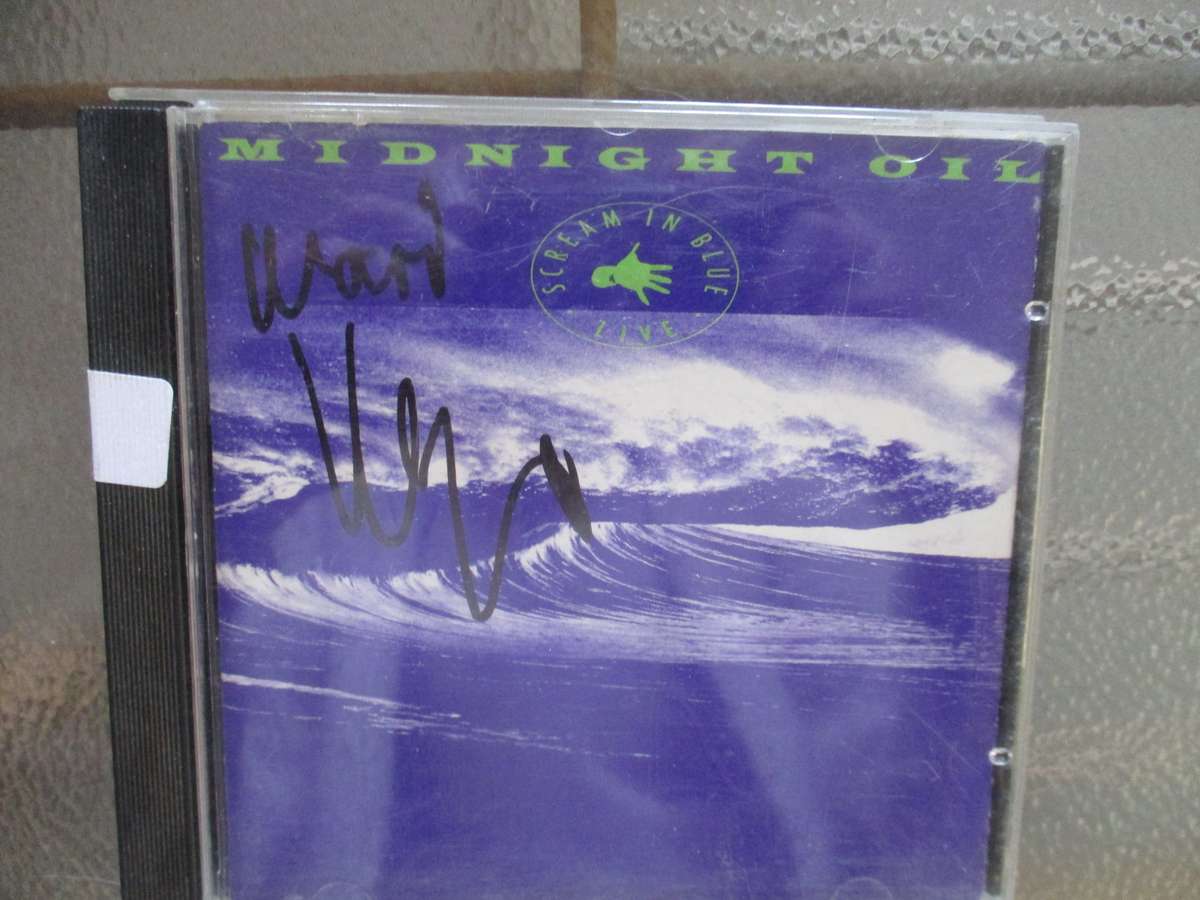 MIDNIGHT OIL
SCREAM IN BLUE
LIVE